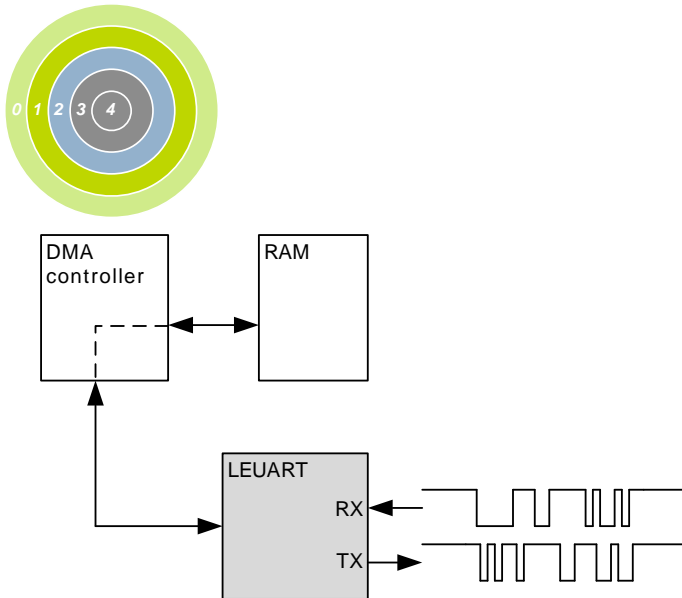 0 1 2 3 4
DMA RAM
controller
LEUART
RX
TX